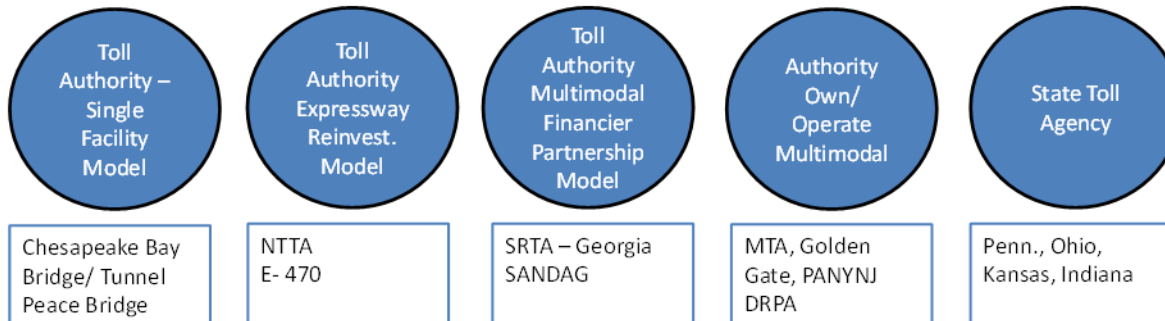 Toll
Authority –
Single
Facility
Model
Toll
Authority
Expressway
Reinvest.
Model
Toll
Authority
Multimodal
Financier
Partnership
Model
Authority
Own/
Operate
Multimodal
State Toll
Agency
Chesapeake Bay
Bridge/ Tunnel
Peace Bridge
NTTA
E- 470
SRTA – Georgia
SANDAG
MTA, Golden
Gate, PANYNJ
DRPA
Penn., Ohio,
Kansas, Indiana